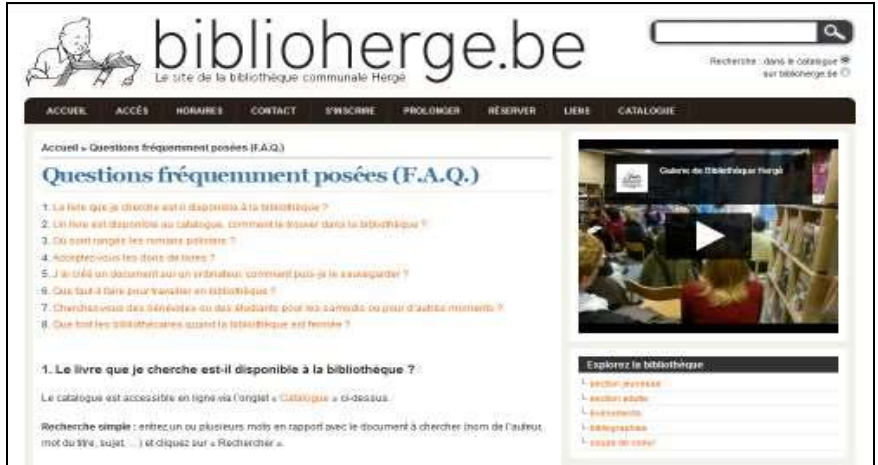 biblioherge.be
Le site de la bibliothèque communale Hergé
Recherche : dans le catalogue
sur biblioherge.be
ACCUEIL ACCÈS HORAIRES CONTACT S'INSCRIRE PROLONGER RÉSERVER LIENS CATALOGUE
Accueil » Questions fréquemment posées (F.A.Q.)
Questions fréquemment posées (F.A.Q.)
1. Le livre que je cherche est-il disponible à la bibliothèque ?
2. Un livre est disponible au catalogue, comment le trouver dans la bibliothèque ?
3. Où sont rangés les romans policiers ?
4. Acceptez-vous les dons de livres ?
5. J'ai créé un document sur un ordinateur, comment puis-je le sauvegarder ?
6. Que faut-il faire pour travailler en bibliothèque ?
7. Cherchez-vous des bénévoles ou des étudiants pour les samedis ou pour d'autres moments ?
8. Que font les bibliothécaires quand la bibliothèque est fermée ?
1. Le livre que je cherche est-il disponible à la bibliothèque ?
Le catalogue est accessible en ligne via l'onglet « Catalogue » ci-dessus.
Recherche simple : entrez un ou plusieurs mots en rapport avec le document à chercher (nom de l'auteur,
mot du titre, sujet, ...) et cliquez sur « Rechercher ».
Galerie de Bibliothèque Hergé
Explorez la bibliothèque
section jeunesse
section adulte
événements
bibliographies
coups de coeur